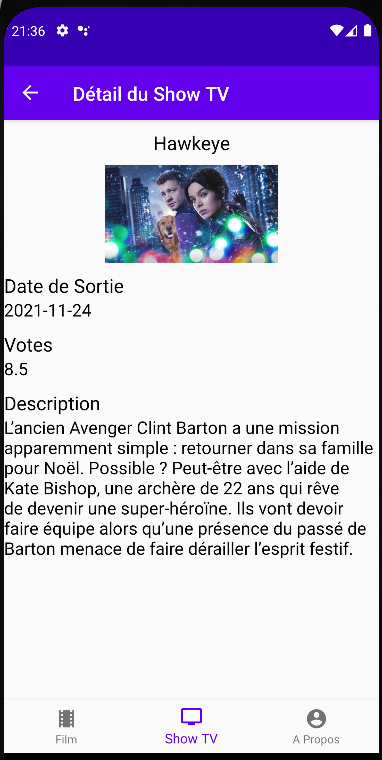 21:36
Détail du Show TV
Hawkeye
Date de Sortie
2021-11-24
Votes
8.5
Description
L’ancien Avenger Clint Barton a une mission
apparemment simple : retourner dans sa famille
pour Noël. Possible ? Peut-être avec l’aide de
Kate Bishop, une archère de 22 ans qui rêve
de devenir une super-héroïne. Ils vont devoir
faire équipe alors qu’une présence du passé de
Barton menace de faire dérailler l’esprit festif.
Film
Show TV
A Propos